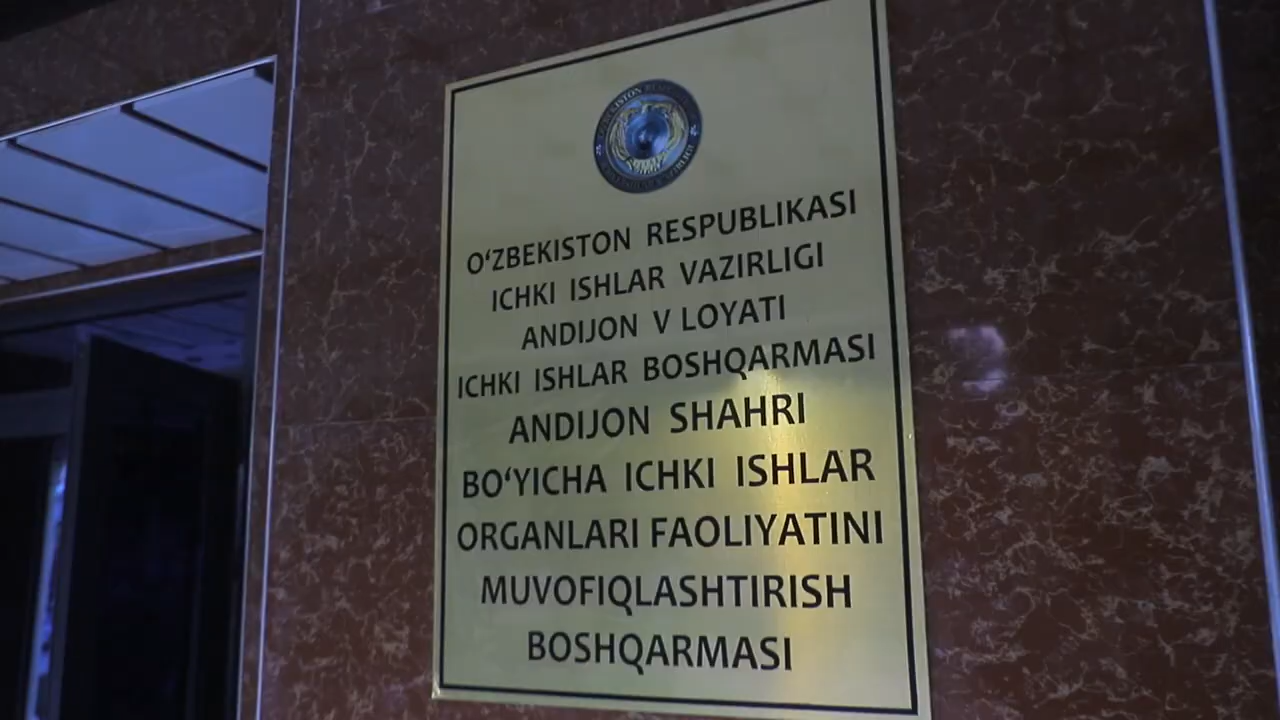 O‘ZBEKISTON RESPUBLIKASI
ICHKI ISHLAR VAZIRLIGI
ANDIJON V LOYATI
ICHKI ISHLAR BOSHQARMASI
ANDIJON SHAHRI
BO‘YICHA ICHKI ISHLAR
ORGANLARI FAOLIYATINI
MUVOFIQLASHTIRISH
BOSHQARMASI